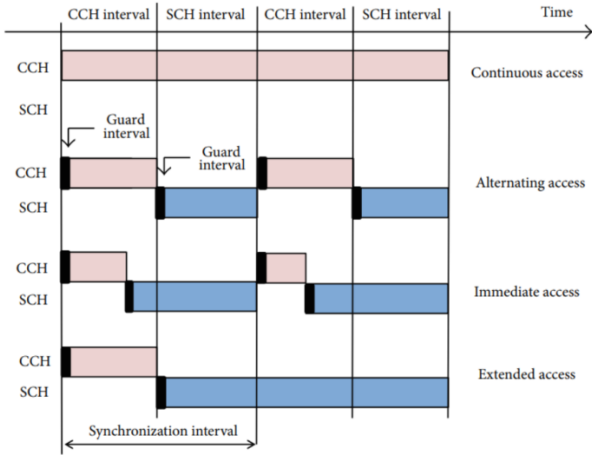 CCH interval SCH interval CCH interval SCH interval Time
CCH
Continuous access
SCH
Guard
interval
Guard
interval
CCH
Alternating access
SCH
CCH
Immediate access
SCH
CCH
Extended access
SCH
Synchronization interval